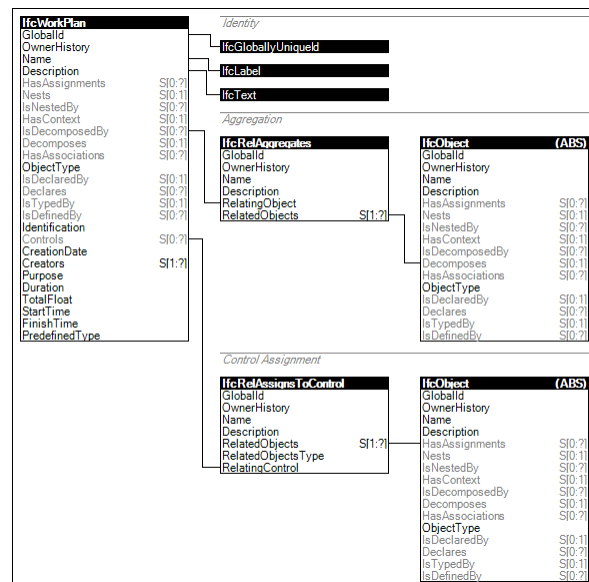 IfcWorkPlan
GlobalId
OwnerHistory
Name
Description
HasAssignments S[0:?]
Nests S[0:1]
IsNestedBy S[0:?]
HasContext S[0:1]
IsDecomposedBy S[0:?]
Decomposes S[0:1]
HasAssociations S[0:?]
ObjectType
IsDeclaredBy S[0:1]
Declares S[0:?]
IsTypedBy S[0:1]
IsDefinedBy S[0:?]
Identification
Controls S[0:?]
CreationDate
Creators S[1:?]
Purpose
Duration
TotalFloat
StartTime
FinishTime
PredefinedType
Identity
IfcGloballyUniqueId
IfcLabel
IfcText
Aggregation
IfcRelAggregates
GlobalId
OwnerHistory
Name
Description
RelatingObject
RelatedObjects S[1:?]
IfcObject (ABS)
GlobalId
OwnerHistory
Name
Description
HasAssignments S[0:?]
Nests S[0:1]
IsNestedBy S[0:?]
HasContext S[0:1]
IsDecomposedBy S[0:?]
Decomposes S[0:1]
HasAssociations S[0:?]
ObjectType
IsDeclaredBy S[0:1]
Declares S[0:?]
IsTypedBy S[0:1]
IsDefinedBy S[0:?]
Control Assignment
IfcRelAssignsToControl
GlobalId
OwnerHistory
Name
Description
RelatedObjects S[1:?]
RelatedObjectsType
RelatingControl
IfcObject (ABS)
GlobalId
OwnerHistory
Name
Description
HasAssignments S[0:?]
Nests S[0:1]
IsNestedBy S[0:?]
HasContext S[0:1]
IsDecomposedBy S[0:?]
Decomposes S[0:1]
HasAssociations S[0:?]
ObjectType
IsDeclaredBy S[0:1]
Declares S[0:?]
IsTypedBy S[0:1]
IsDefinedBy S[0:?]